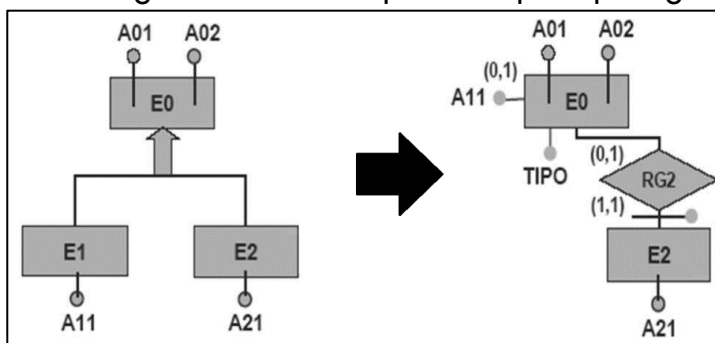 A01 A02
E0
E1 E2
A11 A21
A01 A02
(0,1)
A11 E0
(0,1)
TIPO RG2
(1,1)
E2
A21